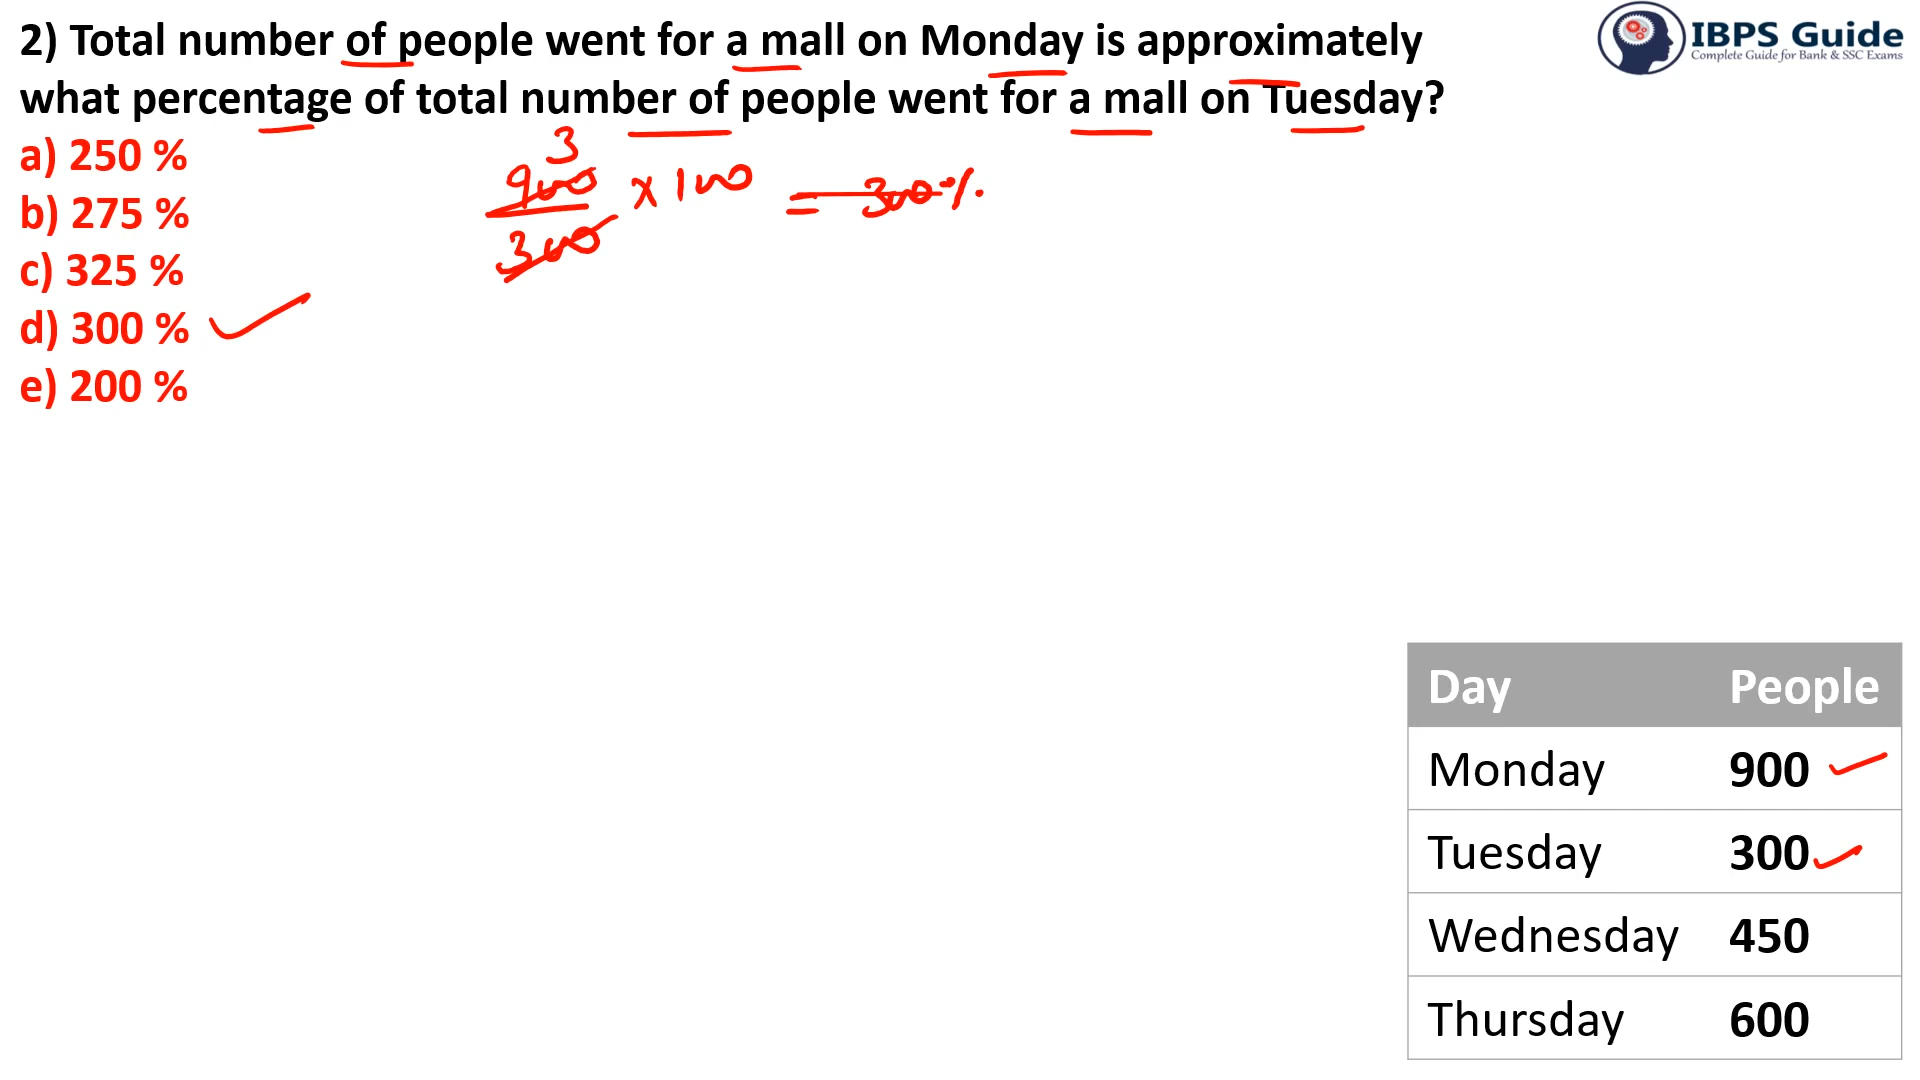 2) Total number of people went for a mall on Monday is approximately
what percentage of total number of people went for a mall on Tuesday?
IBPS Guide
Complete Guide for Bank & SSC Exams
a) 250 %
b) 275 %
c) 325 %
d) 300 %
e) 200 %
3
900 × 100 = 300%
300
Day People
Monday 900
Tuesday 300
Wednesday 450
Thursday 600